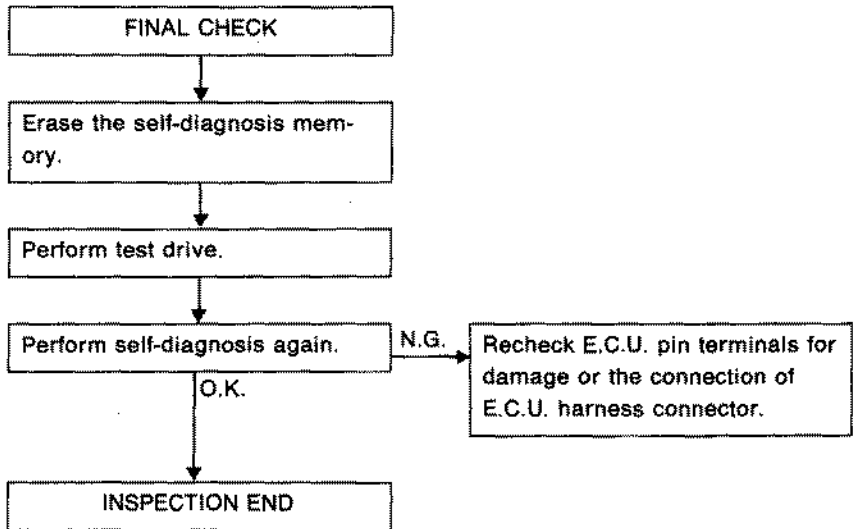 FINAL CHECK
Erase the self-diagnosis mem-
ory.
Perform test drive.
Perform self-diagnosis again.
N.G.
Recheck E.C.U. pin terminals for
damage or the connection of
E.C.U. harness connector.
O.K.
INSPECTION END